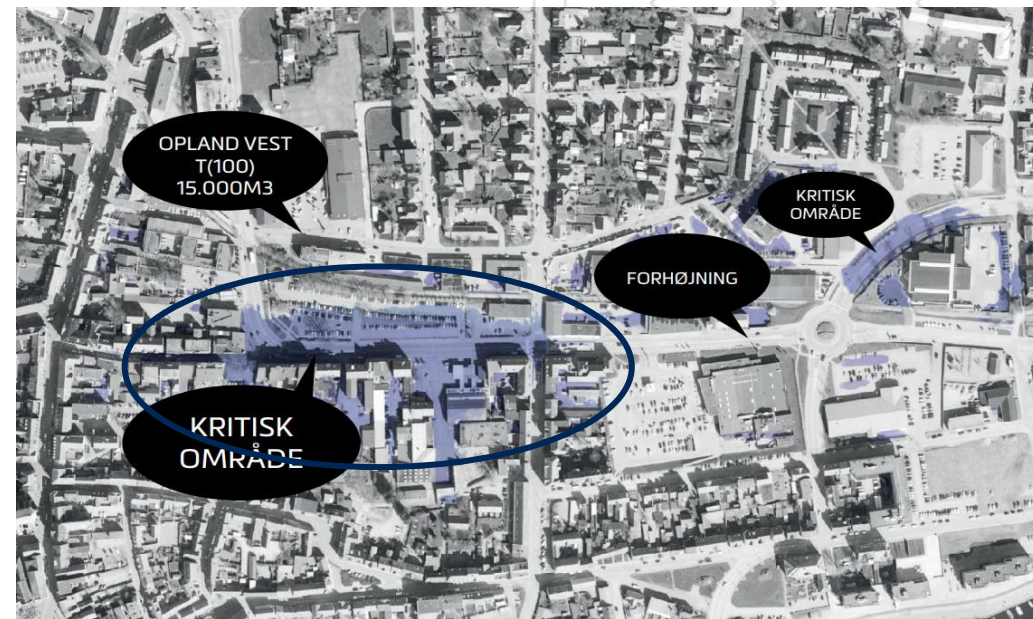 OPLAND VEST
T(100)
15.000M3
KRITISK
OMRÅDE
FORHØJNING
KRITISK
OMRÅDE